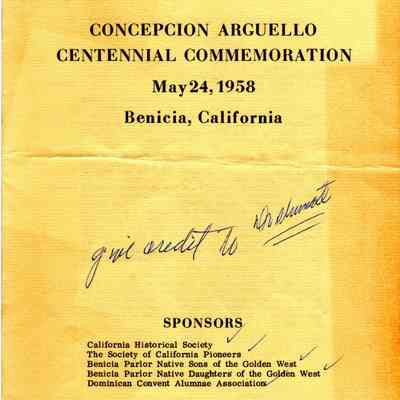 CONCEPCION ARGUELLO
CENTENNIAL COMMEMORATION
May 24, 1958
Benicia, California
give credit to
SPONSORS
California Historical Society
The Society of California Pioneers
Benicia Parlor Native Sons of the Golden West
Benicia Parlor Native Daughters of the Golden West
Dominican Convent Alumnae Association